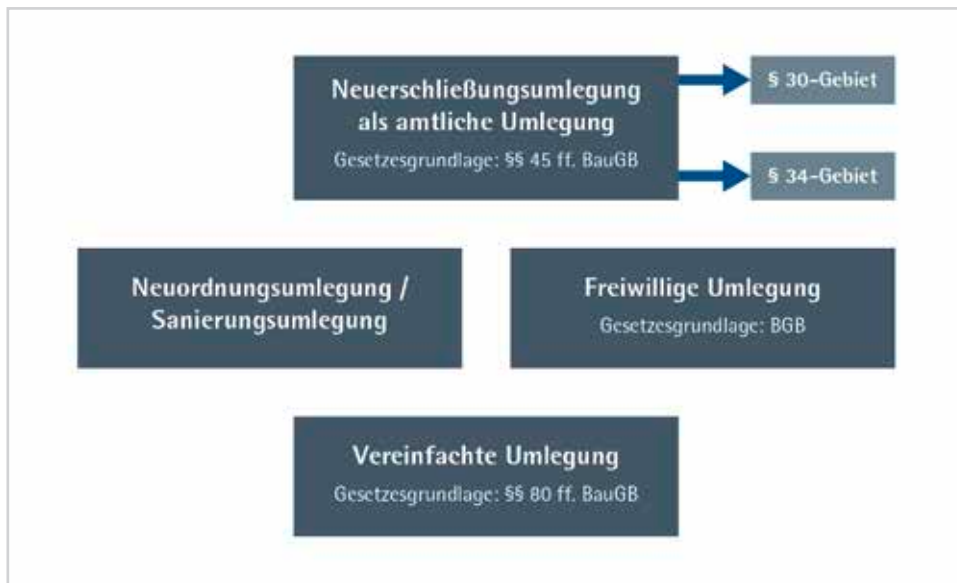 Neuerschließungsumlegung
als amtliche Umlegung
Gesetzesgrundlage: §§ 45 ff. BauGB
§ 30-Gebiet
§ 34-Gebiet
Neuordnungsumlegung /
Sanierungsumlegung
Freiwillige Umlegung
Gesetzesgrundlage: BGB
Vereinfachte Umlegung
Gesetzesgrundlage: §§ 80 ff. BauGB